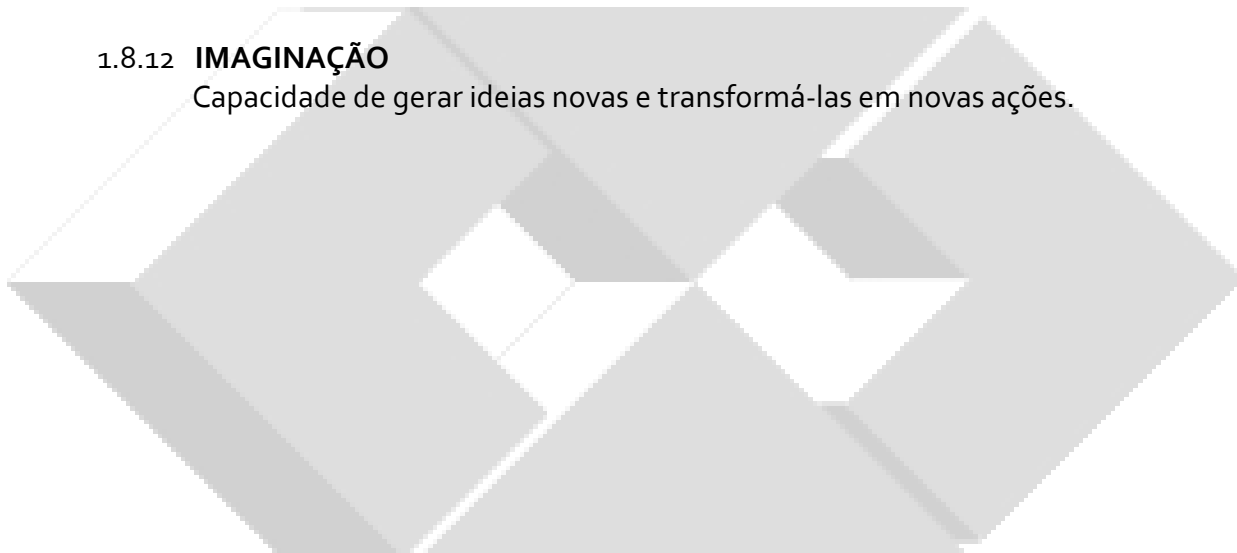 1.8.12 IMAGINAÇÃO
Capacidade de gerar ideias novas e transformá-las em novas ações.